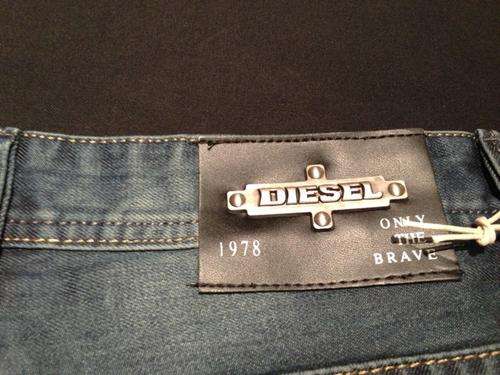 DIESEL
1978
ONLY
THE
BRAVE